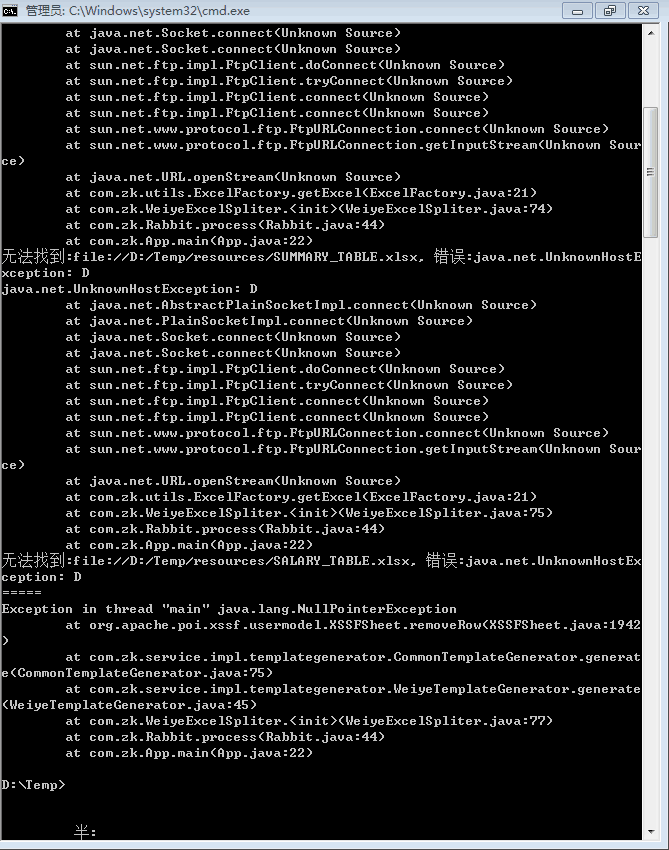 管理员: C:\Windows\system32\cmd.exe
at java.net.Socket.connect(Unknown Source)
at java.net.Socket.connect(Unknown Source)
at sun.net.ftp.impl.FtpClient.doConnect(Unknown Source)
at sun.net.ftp.impl.FtpClient.tryConnect(Unknown Source)
at sun.net.ftp.impl.FtpClient.connect(Unknown Source)
at sun.net.ftp.impl.FtpClient.connect(Unknown Source)
at sun.net.www.protocol.ftp.FtpURLConnection.connect(Unknown Source)
at sun.net.www.protocol.ftp.FtpURLConnection.getInputStream(Unknown Sour
ce)
at java.net.URL.openStream(Unknown Source)
at com.zk.utils.ExcelFactory.getExcel(ExcelFactory.java:21)
at com.zk.WeiyeExcelSpliter.<init>(WeiyeExcelSpliter.java:74)
at com.zk.Rabbit.process(Rabbit.java:44)
at com.zk.App.main(App.java:22)
无法找到:file://D:/Temp/resources/SUMMARY_TABLE.xlsx, 错误:java.net.UnknownHostE
xception: D
java.net.UnknownHostException: D
at java.net.AbstractPlainSocketImpl.connect(Unknown Source)
at java.net.PlainSocketImpl.connect(Unknown Source)
at java.net.Socket.connect(Unknown Source)
at java.net.Socket.connect(Unknown Source)
at sun.net.ftp.impl.FtpClient.doConnect(Unknown Source)
at sun.net.ftp.impl.FtpClient.tryConnect(Unknown Source)
at sun.net.ftp.impl.FtpClient.connect(Unknown Source)
at sun.net.ftp.impl.FtpClient.connect(Unknown Source)
at sun.net.www.protocol.ftp.FtpURLConnection.connect(Unknown Source)
at sun.net.www.protocol.ftp.FtpURLConnection.getInputStream(Unknown Sour
ce)
at java.net.URL.openStream(Unknown Source)
at com.zk.utils.ExcelFactory.getExcel(ExcelFactory.java:21)
at com.zk.WeiyeExcelSpliter.<init>(WeiyeExcelSpliter.java:75)
at com.zk.Rabbit.process(Rabbit.java:44)
at com.zk.App.main(App.java:22)
无法找到:file://D:/Temp/resources/SALARY_TABLE.xlsx, 错误:java.net.UnknownHostEx
ception: D
=====
Exception in thread "main" java.lang.NullPointerException
at org.apache.poi.xssf.usermodel.XSSFSheet.removeRow(XSSFSheet.java:1942
)
at com.zk.service.impl.templategenerator.CommonTemplateGenerator.generat
e(CommonTemplateGenerator.java:75)
at com.zk.service.impl.templategenerator.WeiyeTemplateGenerator.generate
(WeiyeTemplateGenerator.java:45)
at com.zk.WeiyeExcelSpliter.<init>(WeiyeExcelSpliter.java:77)
at com.zk.Rabbit.process(Rabbit.java:44)
at com.zk.App.main(App.java:22)
D:\Temp>
半: